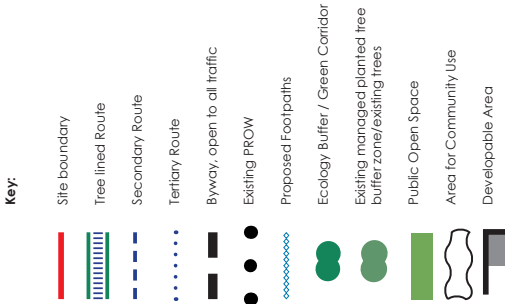 Key:
Site boundary
Tree lined Route
Secondary Route
Tertiary Route
Byway, open to all traffic
Existing PROW
Proposed Footpaths
Ecology Buffer / Green Corridor
Existing managed planted tree
buffer zone/existing trees
Public Open Space
Area for Community Use
Developable Area